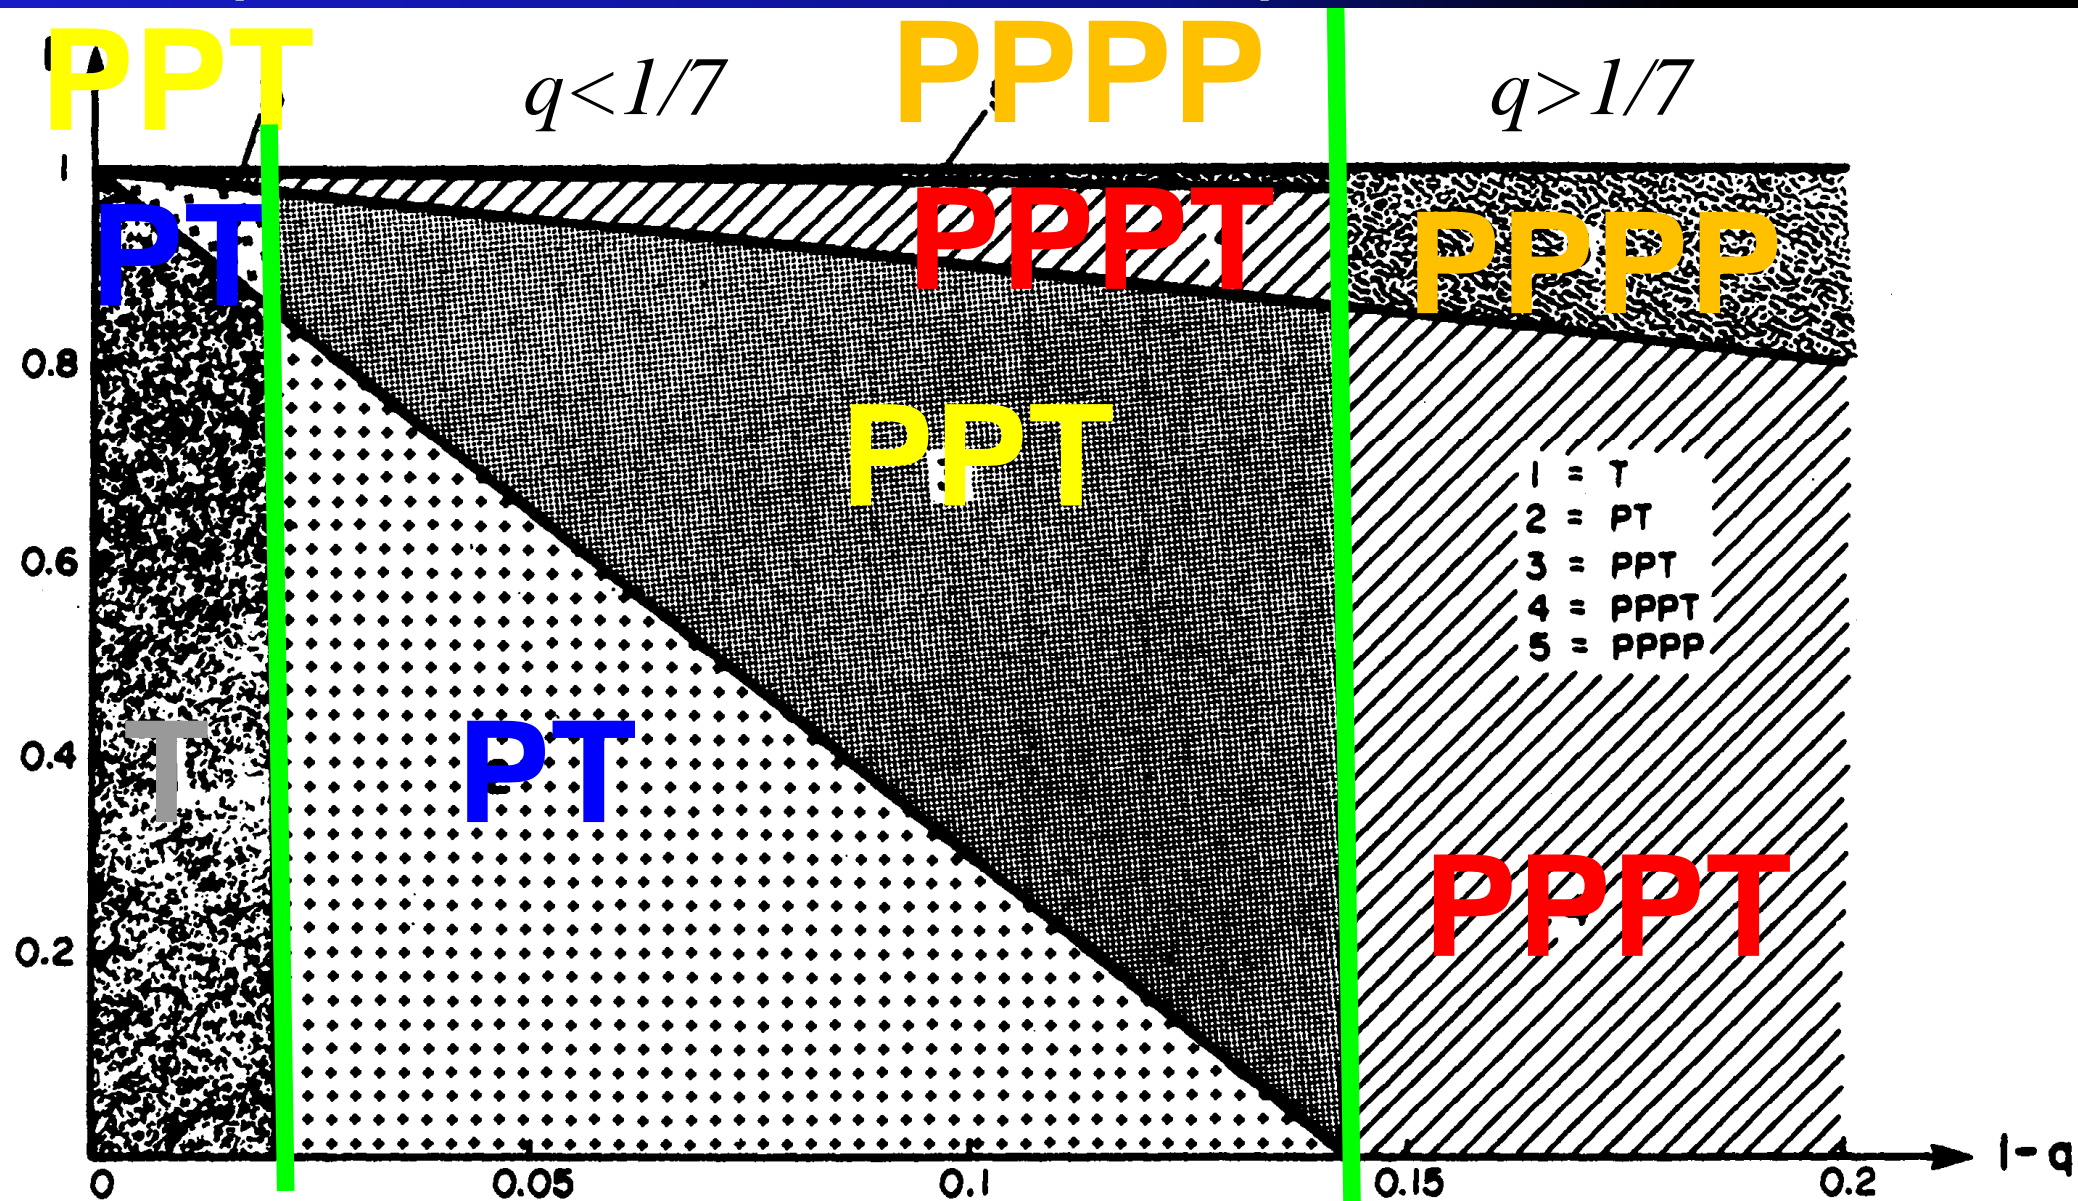 PPT
q<1/7
PPPP
q>1/7
1
PT
PPPT
PPPP
0.8
PPT
1 = T
2 = PT
3 = PPT
4 = PPPT
5 = PPPP
0.6
0.4
T
PT
PPPT
0.2
0
0.05
0.1
0.15
0.2
1-q